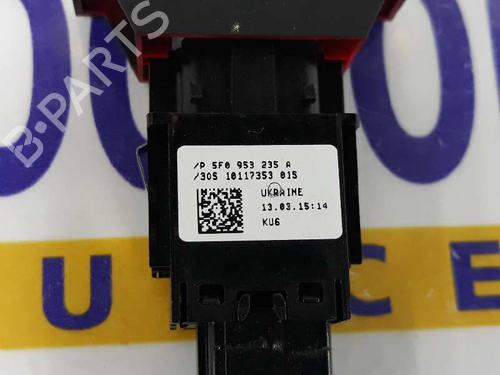 /P 5F0 953 235 A
/30S 10117353 01S
UKRAINE
13.03.15:14
KU6
B-PARTS